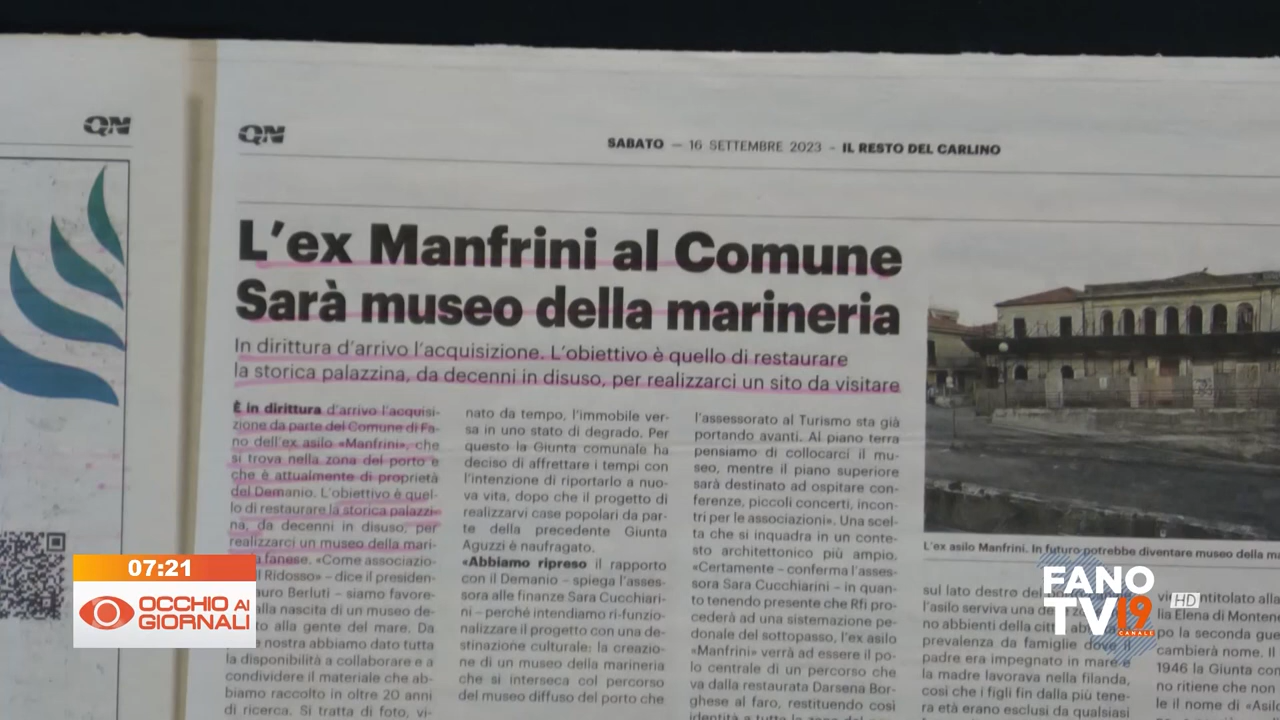 QN
QN
SABATO — 16 SETTEMBRE 2023 – IL RESTO DEL CARLINO
L'ex Manfrini al Comune
Sarà museo della marineria
In dirittura d'arrivo l'acquisizione. L'obiettivo è quello di restaurare
la storica palazzina, da decenni in disuso, per realizzarci un sito da visitare
È in dirittura d'arrivo l'acquisi-
zione da parte del Comune di Fa-
no dell'ex asilo «Manfrini», che
si trova nella zona del porto e
che è attualmente di proprietà
del Demanio. L'obiettivo è quel-
lo di restaurare la storica palazzi-
na, da decenni in disuso, per
realizzarci un museo della mari-
fanese. «Come associazio-
l Ridosso» – dice il presiden-
uro Berluti – siamo favore-
alla nascita di un museo de-
to alla gente del mare. Da
nostra abbiamo dato tutta
la disponibilità a collaborare e a
condividere il materiale che ab-
biamo raccolto in oltre 20 anni
di ricerca. Si tratta di foto, vi-
nato da tempo, l'immobile ver-
sa in uno stato di degrado. Per
questo la Giunta comunale ha
deciso di affrettare i tempi con
l'intenzione di riportarlo a nuo-
va vita, dopo che il progetto di
realizzarvi case popolari da par-
te della precedente Giunta
Aguzzi è naufragato.
«Abbiamo ripreso il rapporto
con il Demanio – spiega l'asses-
sora alle finanze Sara Cucchiari-
ni – perché intendiamo ri-funzio-
nalizzare il progetto con una de-
stinazione culturale: la creazio-
ne di un museo della marineria
che si interseca col percorso
del museo diffuso del porto che
l'assessorato al Turismo sta già
portando avanti. Al piano terra
pensiamo di collocarci il mu-
seo, mentre il piano superiore
sarà destinato ad ospitare con-
ferenze, piccoli concerti, incon-
tri per le associazioni». Una scel-
ta che si inquadra in un conte-
sto architettonico più ampio.
«Certamente – conferma l'asses-
sora Sara Cucchiarini – in quan-
to tenendo presente che Rfi pro-
cederà ad una sistemazione pe-
donale del sottopasso, l'ex asilo
«Manfrini» verrà ad essere il po-
lo centrale di un percorso che
va dalla restaurata Darsena Bor-
ghese al faro, restituendo così
identità a tutta la zona del
L'ex asilo Manfrini. In futuro potrebbe diventare museo della m
sul lato destro del
l'asilo serviva una
no abbienti della città
prevalenza da famiglie dove il
padre era impegnato in mare e
la madre lavorava nella filanda,
così che i figli fin dalla più tene-
ra età erano esclusi da qualsiasi
intitolato alla
lia Elena di Montene
po la seconda gue
cambierà nome. Il
1946 la Giunta com
no ritiene che non
le il nome di «Asilo
07:21
OCCHIO AI
GIORNALI
FANO
TV19 HD
CANALE